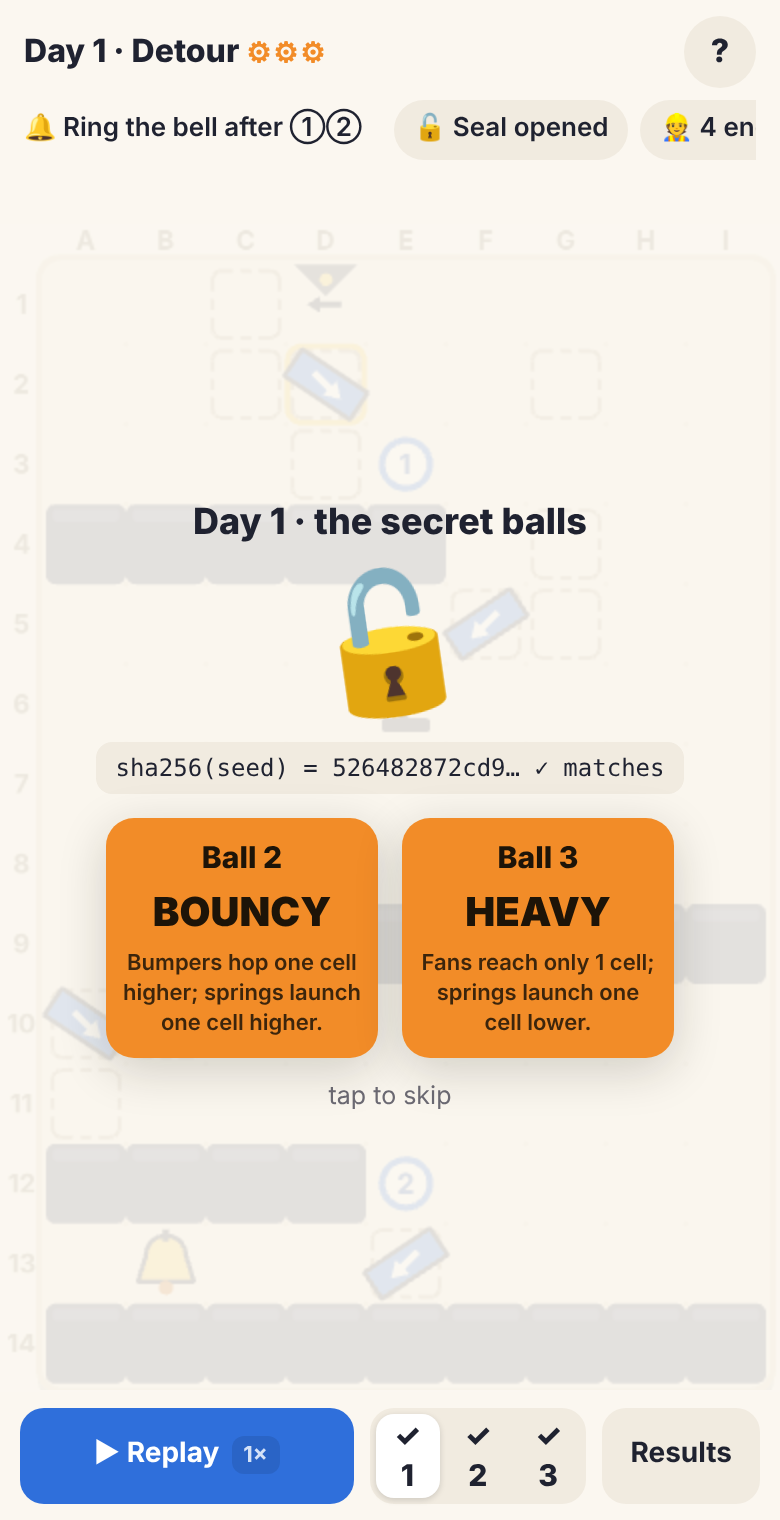 Day 1 · Detour ⚙⚙⚙
?
🔔 Ring the bell after ①②
🔓 Seal opened
👷 4 en
A B C D E F G H I
1
2
3 1
4
Day 1 · the secret balls
5
6
7
sha256(seed) = 526482872cd9… ✓ matches
8
Ball 2
BOUNCY
Bumpers hop one cell
higher; springs launch
one cell higher.
Ball 3
HEAVY
Fans reach only 1 cell;
springs launch one
cell lower.
9
10
tap to skip
11
12 2
13
14
▶ Replay 1×
✓ ✓ ✓
1 2 3
Results